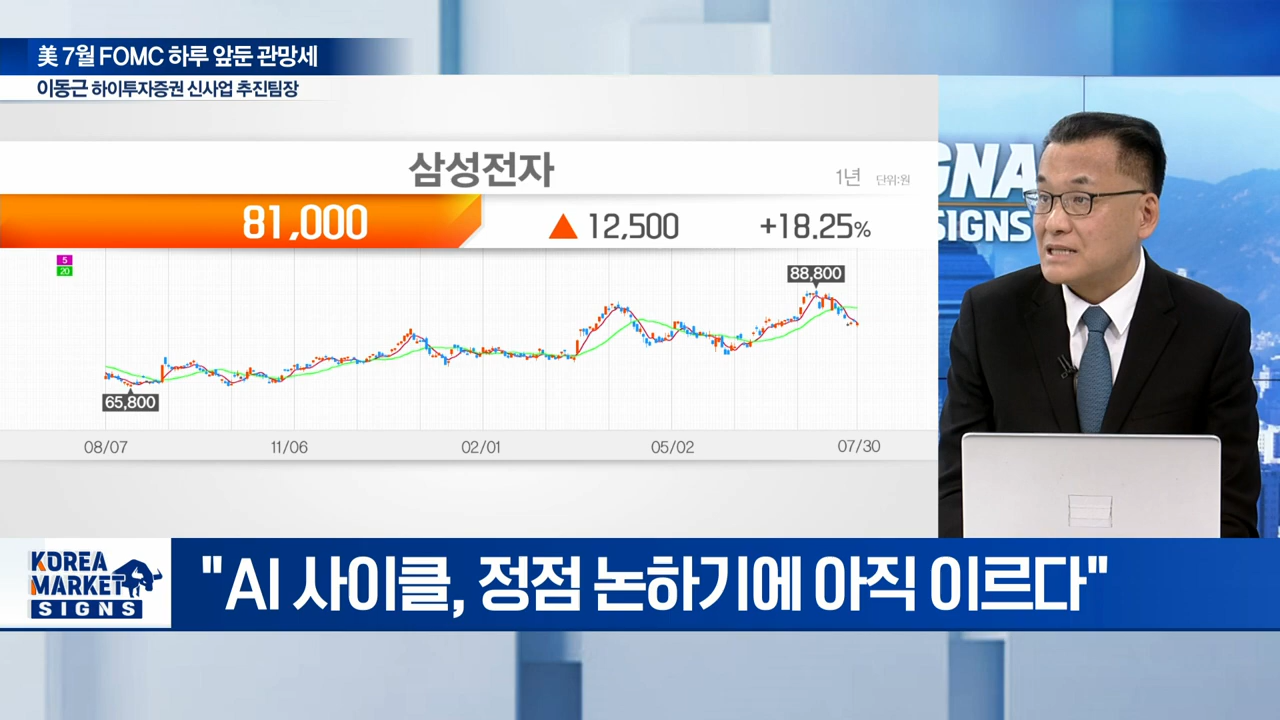 美 7월 FOMC 하루 앞둔 관망세
이동근 하이투자증권 신사업 추진팀장
삼성전자
1년 단위:원
81,000 ▲ 12,500 +18.25%
5
20
88,800
65,800
08/07 11/06 02/01 05/02 07/30
GNA
SIGNS
KOREA
MARKET
SIGNS
"AI 사이클, 정점 논하기에 아직 이르다"